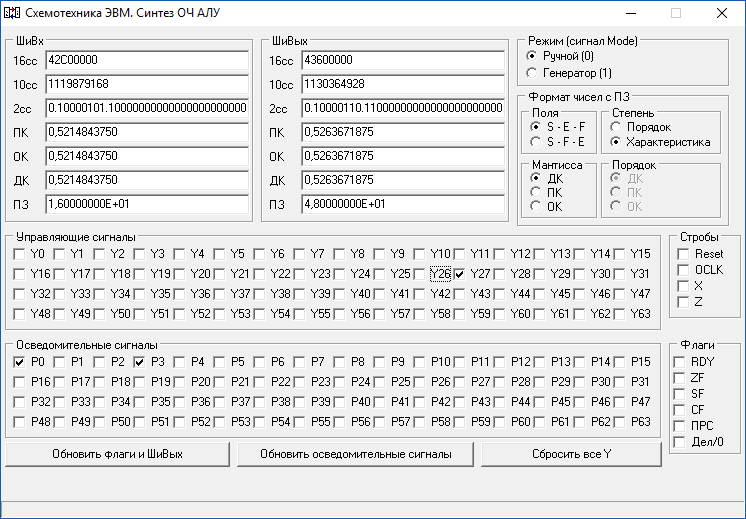 Схемотехника ЭВМ. Синтез ОЧ АЛУ
ШиВх
16сс 42C00000
10сс 1119879168
2сс 0.10000101.10000000000000000000000
ПК 0,5214843750
ОК 0,5214843750
ДК 0,5214843750
ПЗ 1,60000000E+01
ШиВых
16сс 43600000
10сс 1130364928
2сс 0.10000110.11000000000000000000000
ПК 0,5263671875
ОК 0,5263671875
ДК 0,5263671875
ПЗ 4,80000000E+01
Режим (сигнал Mode)
Ручной (0)
Генератор (1)
Формат чисел с ПЗ
Поля
S - E - F
S - F - E
Степень
Порядок
Характеристика
Мантисса
ДК
ПК
ОК
Порядок
ДК
ПК
ОК
Управляющие сигналы
Y0 Y1 Y2 Y3 Y4 Y5 Y6 Y7 Y8 Y9 Y10 Y11 Y12 Y13 Y14 Y15
Y16 Y17 Y18 Y19 Y20 Y21 Y22 Y23 Y24 Y25 Y26 Y27 Y28 Y29 Y30 Y31
Y32 Y33 Y34 Y35 Y36 Y37 Y38 Y39 Y40 Y41 Y42 Y43 Y44 Y45 Y46 Y47
Y48 Y49 Y50 Y51 Y52 Y53 Y54 Y55 Y56 Y57 Y58 Y59 Y60 Y61 Y62 Y63
Стробы
Reset
OCLK
X
Z
Осведомительные сигналы
P0 P1 P2 P3 P4 P5 P6 P7 P8 P9 P10 P11 P12 P13 P14 P15
P16 P17 P18 P19 P20 P21 P22 P23 P24 P25 P26 P27 P28 P29 P30 P31
P32 P33 P34 P35 P36 P37 P38 P39 P40 P41 P42 P43 P44 P45 P46 P47
P48 P49 P50 P51 P52 P53 P54 P55 P56 P57 P58 P59 P60 P61 P62 P63
Флаги
RDY
ZF
SF
CF
ПРС
Дел/0
Обновить флаги и ШиВых
Обновить осведомительные сигналы
Сбросить все Y